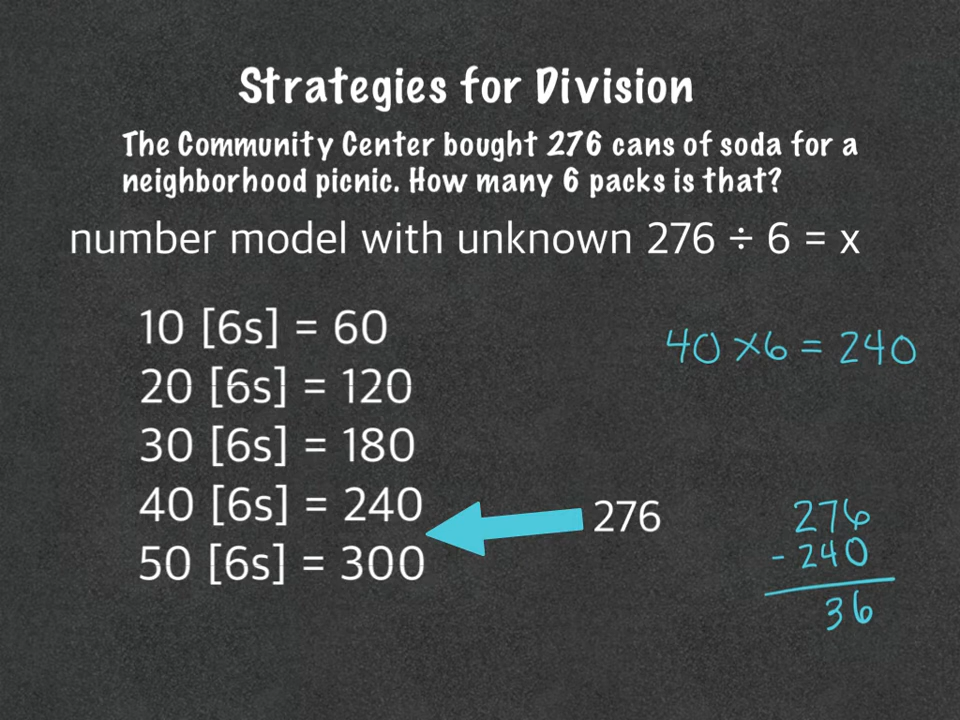 Strategies for Division
The Community Center bought 276 cans of soda for a
neighborhood picnic. How many 6 packs is that?
number model with unknown 276 ÷ 6 = x
10 [6s] = 60
20 [6s] = 120
30 [6s] = 180
40 [6s] = 240
50 [6s] = 300
276
40 x 6 = 240
276
- 240
36